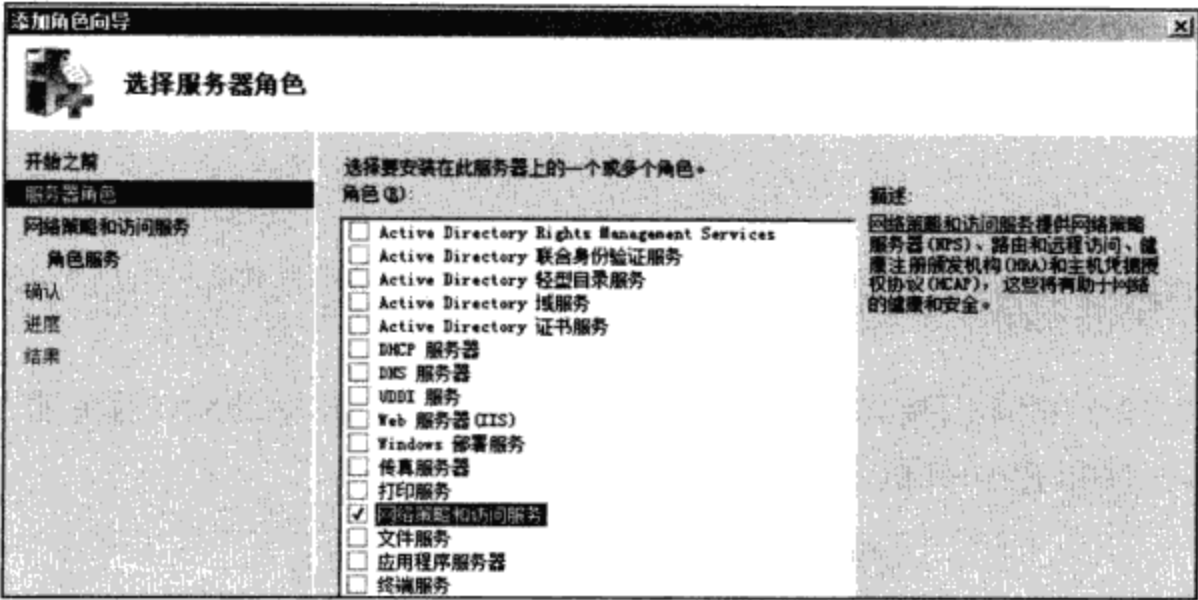 添加角色向导
选择服务器角色
开始之前
服务器角色
网络策略和访问服务
角色服务
确认
进度
结果
选择要安装在此服务器上的一个或多个角色。
角色(R):
Active Directory Rights Management Services
Active Directory 联合身份验证服务
Active Directory 轻型目录服务
Active Directory 域服务
Active Directory 证书服务
DHCP 服务器
DNS 服务器
UDDI 服务
Web 服务器(IIS)
Windows 部署服务
传真服务器
打印服务
网络策略和访问服务
文件服务
应用程序服务器
终端服务
描述:
网络策略和访问服务提供网络策略
服务器(NPS)、路由和远程访问、健
康注册颁发机构(HRA)和主机凭据授
权协议(HCAP)，这些将有助于网络
的健康和安全。